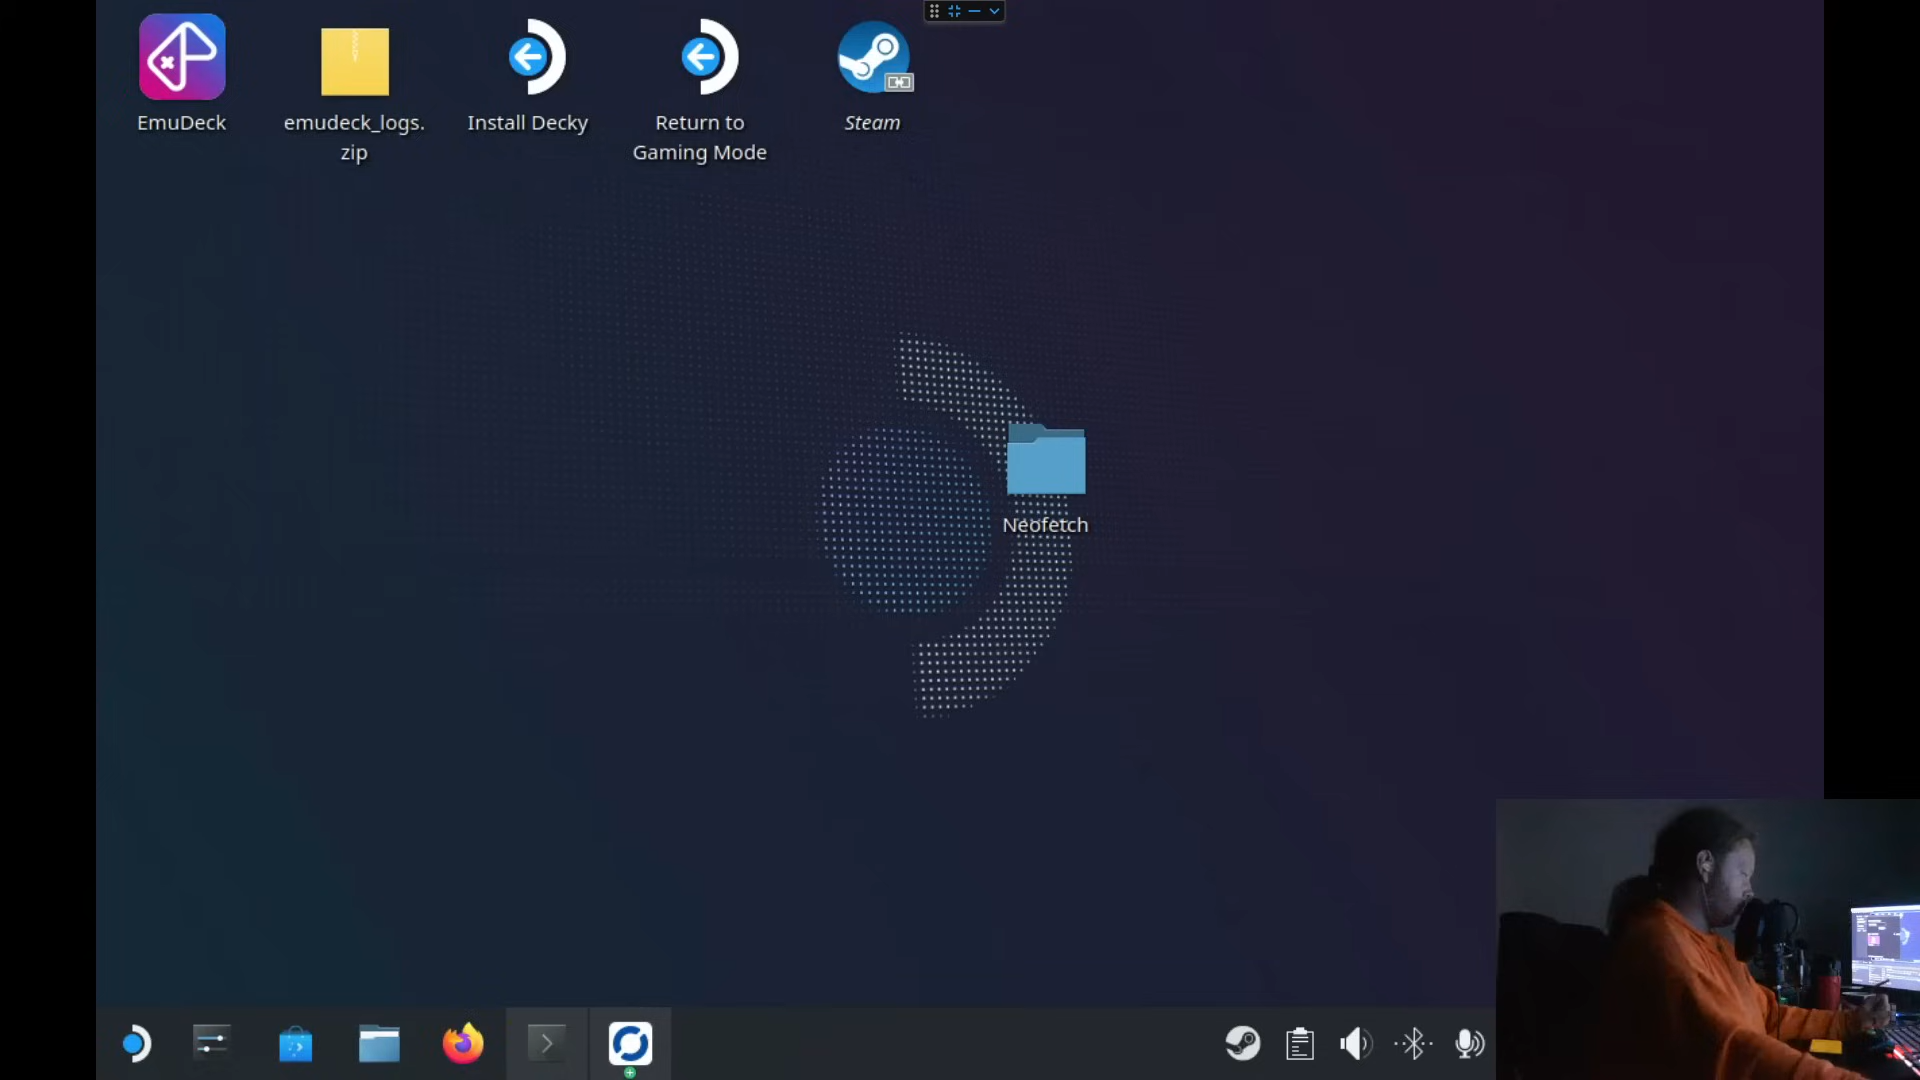 EmuDeck
emudeck_logs.
zip
Install Decky
Return to
Gaming Mode
Steam
Neofetch